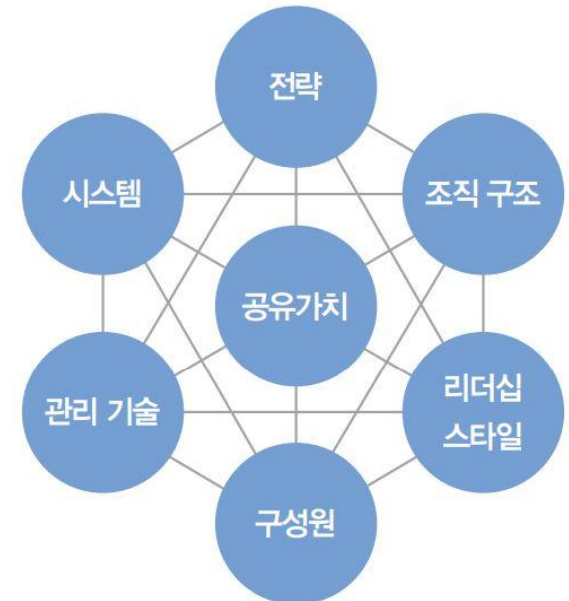 전략
시스템
조직 구조
공유가치
관리 기술
리더십
스타일
구성원